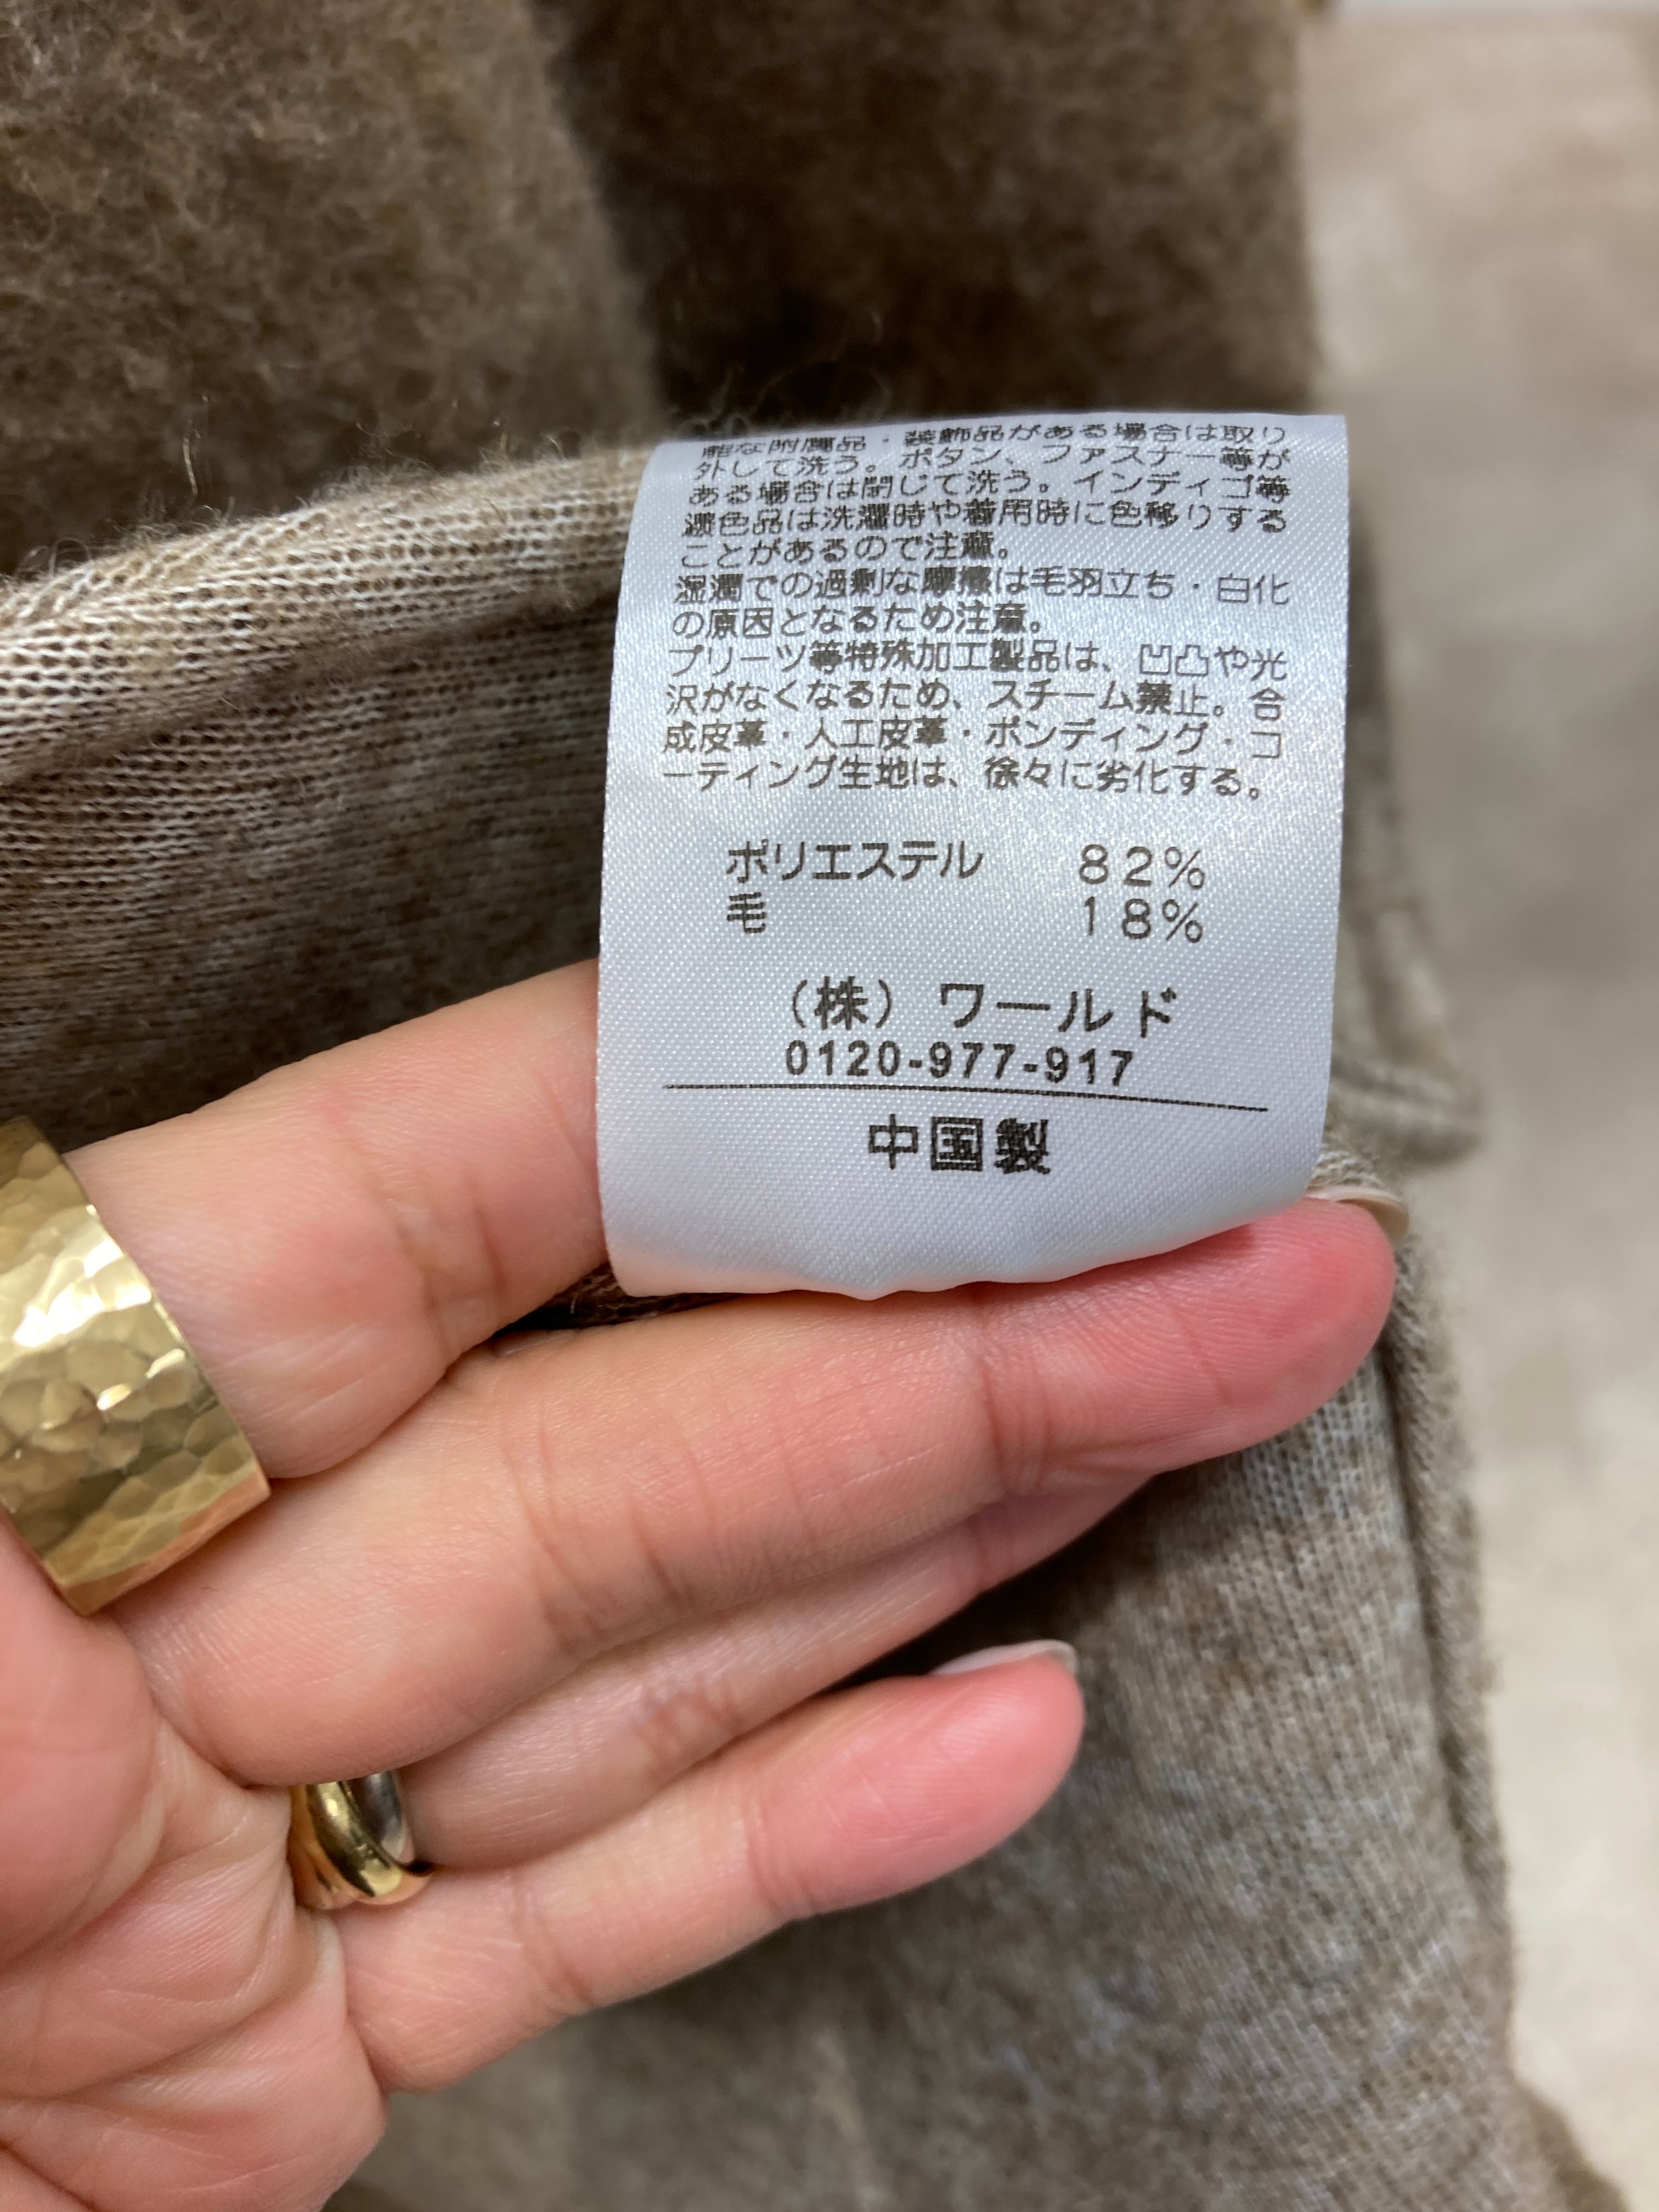 能な附属品・装飾品がある場合は取り
外して洗う。ボタン、ファスナー等が
ある場合は閉じて洗う。インディゴ等
濃色品は洗濯時や着用時に色移りする
ことがあるので注意。
湿潤での過剰な摩擦は毛羽立ち・白化
の原因となるため注意。
プリーツ等特殊加工製品は、凹凸や光
沢がなくなるため、スチーム禁止。合
成皮革・人工皮革・ボンディング・コ
ーティング生地は、徐々に劣化する。
ポリエステル 82%
毛 18%
(株) ワールド
0120-977-917
中国製